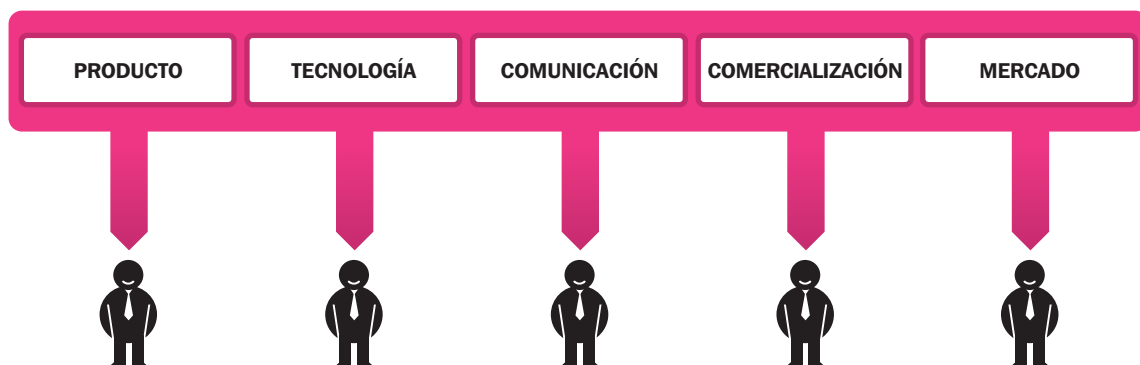 PRODUCTO
TECNOLOGÍA
COMUNICACIÓN
COMERCIALIZACIÓN
MERCADO